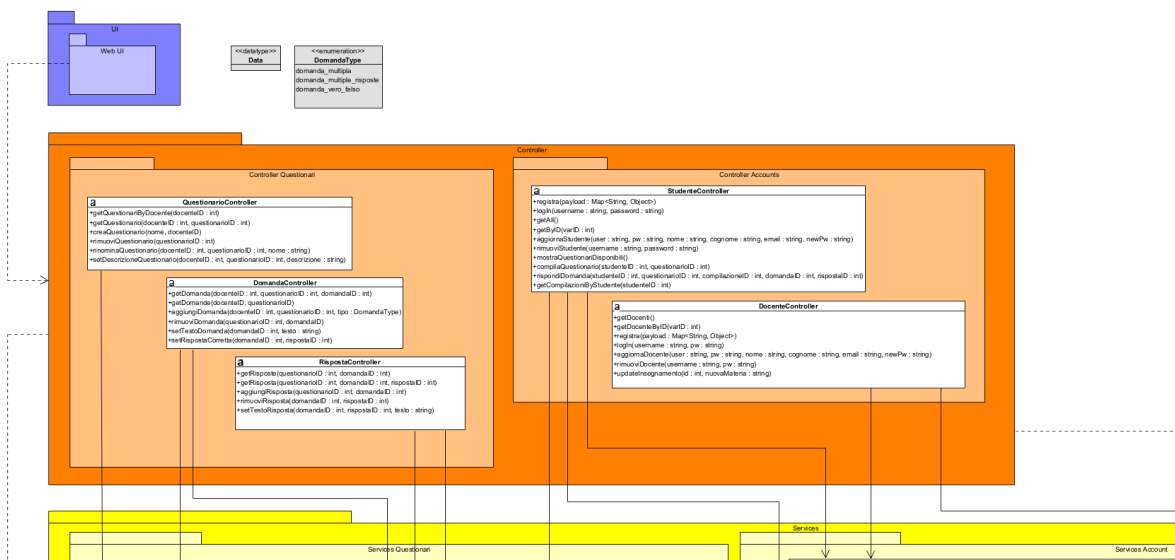 UI
Web UI
<<datatype>>
Data
<<enumeration>>
DomandaType
domanda_multipla
domanda_multiple_risposte
domanda_vero_falso
Controller
Controller Questionari
a
QuestionarioController
+getQuestionariByDocente(docenteID : int)
+getQuestionario(docenteID : int, questionarioID : int)
+creaQuestionario(nome, docenteID)
+rimuoviQuestionario(questionarioID : int)
+rinominaQuestionario(docenteID : int, questionarioID : int, nome : string)
+setDescrizioneQuestionario(docenteID : int, questionarioID : int, descrizione : string)
a
DomandaController
+getDomanda(docenteID : int, questionarioID : int, domandaID : int)
+getDomande(docenteID, questionarioID)
+aggiungiDomanda(docenteID : int, questionarioID : int, tipo : DomandaType)
+rimuoviDomanda(questionarioID : int, domandaID)
+setTestoDomanda(domandaID : int, testo : string)
+setRispostaCorretta(domandaID : int, rispostaID : int)
a
RispostaController
+getRisposte(questionarioID : int, domandaID : int)
+getRisposta(questionarioID : int, domandaID : int, rispostaID : int)
+aggiungiRisposta(questionarioID : int, domandaID : int)
+rimuoviRisposta(domandaID : int, rispostaID : int)
+setTestoRisposta(domandaID : int, rispostaID : int, testo : string)
Controller Accounts
a
StudenteController
+registra(payload : Map<String, Object>)
+logIn(username : string, password : string)
+getAll()
+getByID(varID : int)
+aggiornaStudente(user : string, pw : string, nome : string, cognome : string, email : string, newPw : string)
+rimuoviStudente(username : string, password : string)
+mostraQuestionariDisponibili()
+compilaQuestionario(studenteID : int, questionarioID : int)
+rispondiDomanda(studenteID : int, questionarioID : int, compilazioneID : int, domandaID : int, rispostaID : int)
+getCompilazioniByStudente(studenteID : int)
a
DocenteController
+getDocenti()
+getDocenteByID(varID : int)
+registra(payload : Map<String, Object>)
+logIn(username : string, pw : string)
+aggiornaDocente(user : string, pw : string, nome : string, cognome : string, email : string, newPw : string)
+rimuoviDocente(username : string, pw : string)
+updateInsegnamento(id : int, nuovaMateria : string)
Services
Services Questionari
Services Account